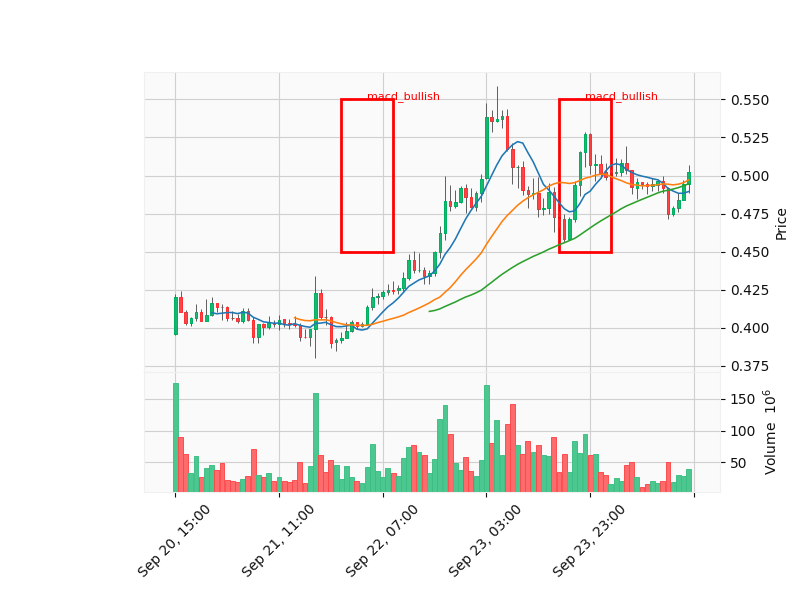 macd_bullish
macd_bullish
0.550
0.525
0.500
0.475
0.450
0.425
0.400
0.375
Price
150
100
50
Volume 10⁶
Sep 20, 15:00
Sep 21, 11:00
Sep 22, 07:00
Sep 23, 03:00
Sep 23, 23:00